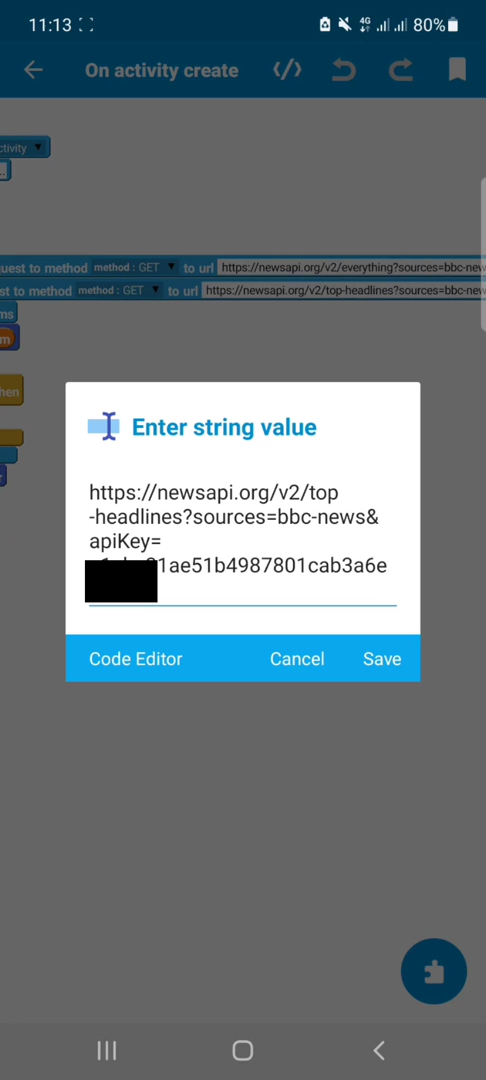 11:13
4G
80%
On activity create
</>
ctivity
...
uest to method method : GET to url https://newsapi.org/v2/everything?sources=bbc-new
st to method method : GET to url https://newsapi.org/v2/top-headlines?sources=bbc-new
ms
m
hen
Enter string value
https://newsapi.org/v2/top
-headlines?sources=bbc-news&
apiKey=
1ae51b4987801cab3a6e
Code Editor
Cancel
Save